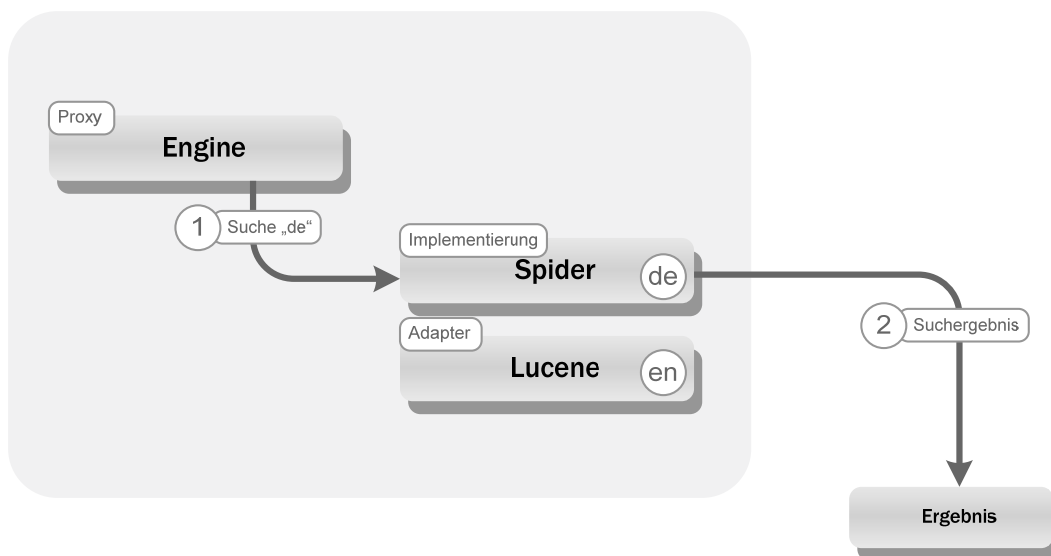 Proxy
Engine
1
Suche „de“
Implementierung
Spider
de
Adapter
Lucene
en
2
Suchergebnis
Ergebnis